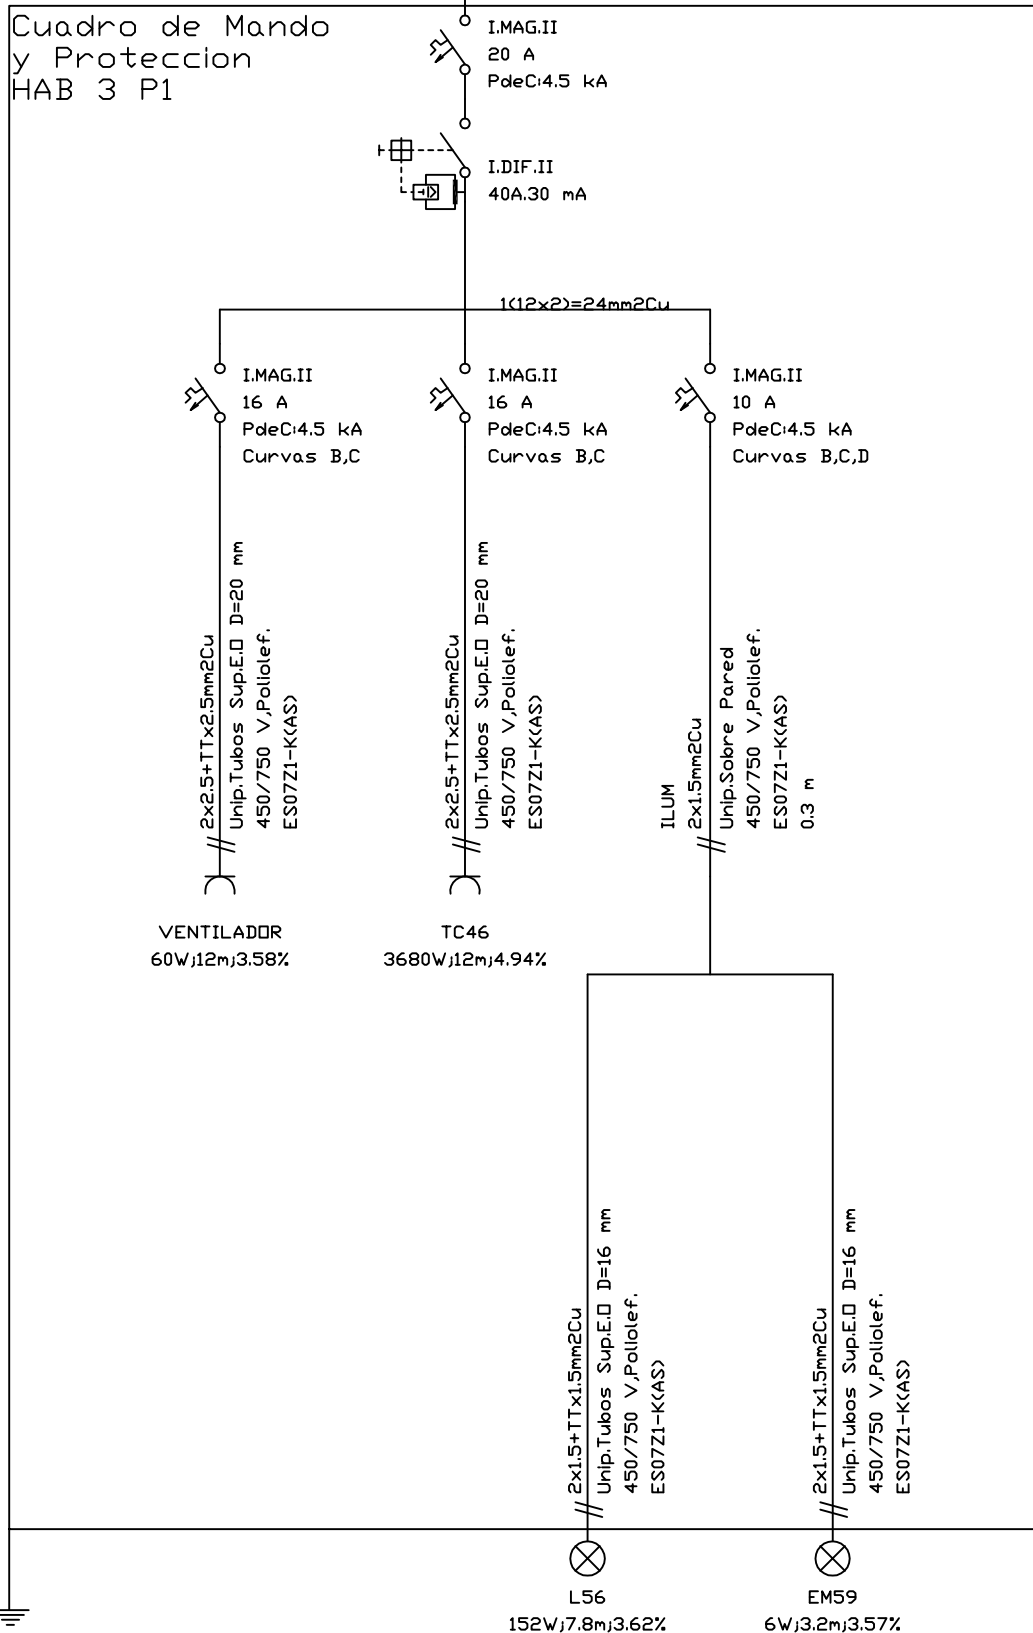 Cuadro de Mando
y Proteccion
HAB 3 P1
I.MAG.II
20 A
PdeC:4.5 kA
I.DIF.II
40A.30 mA
1(12x2)=24mm2Cu
I.MAG.II
16 A
PdeC:4.5 kA
Curvas B,C
I.MAG.II
16 A
PdeC:4.5 kA
Curvas B,C
I.MAG.II
10 A
PdeC:4.5 kA
Curvas B,C,D
2x2.5+TTx2.5mm2Cu
Unip.Tubos Sup.E.O D=20 mm
450/750 V,Poliolef.
ES07Z1-K(AS)
2x2.5+TTx2.5mm2Cu
Unip.Tubos Sup.E.O D=20 mm
450/750 V,Poliolef.
ES07Z1-K(AS)
ILUM
2x1.5mm2Cu
Unip.Sobre Pared
450/750 V,Poliolef.
ES07Z1-K(AS)
0.3 m
VENTILADOR
60W;12m;3.58%
TC46
3680W;12m;4.94%
2x1.5+TTx1.5mm2Cu
Unip.Tubos Sup.E.O D=16 mm
450/750 V,Poliolef.
ES07Z1-K(AS)
2x1.5+TTx1.5mm2Cu
Unip.Tubos Sup.E.O D=16 mm
450/750 V,Poliolef.
ES07Z1-K(AS)
L56
152W;7.8m;3.62%
EM59
6W;3.2m;3.57%